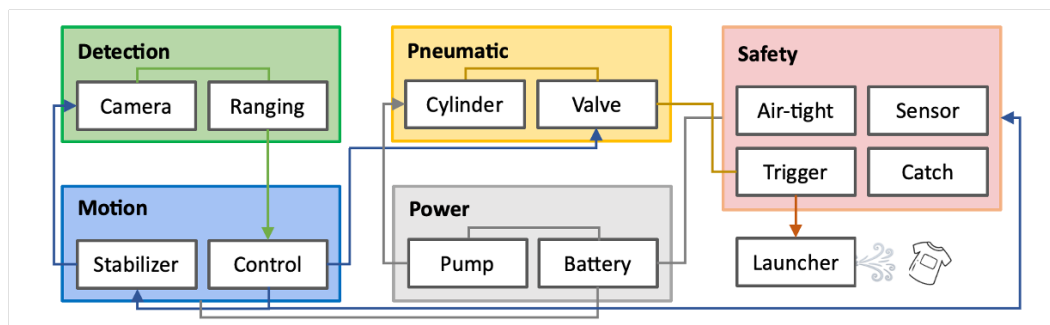 Detection
Camera
Ranging
Pneumatic
Cylinder
Valve
Safety
Air-tight
Sensor
Trigger
Catch
Motion
Stabilizer
Control
Power
Pump
Battery
Launcher